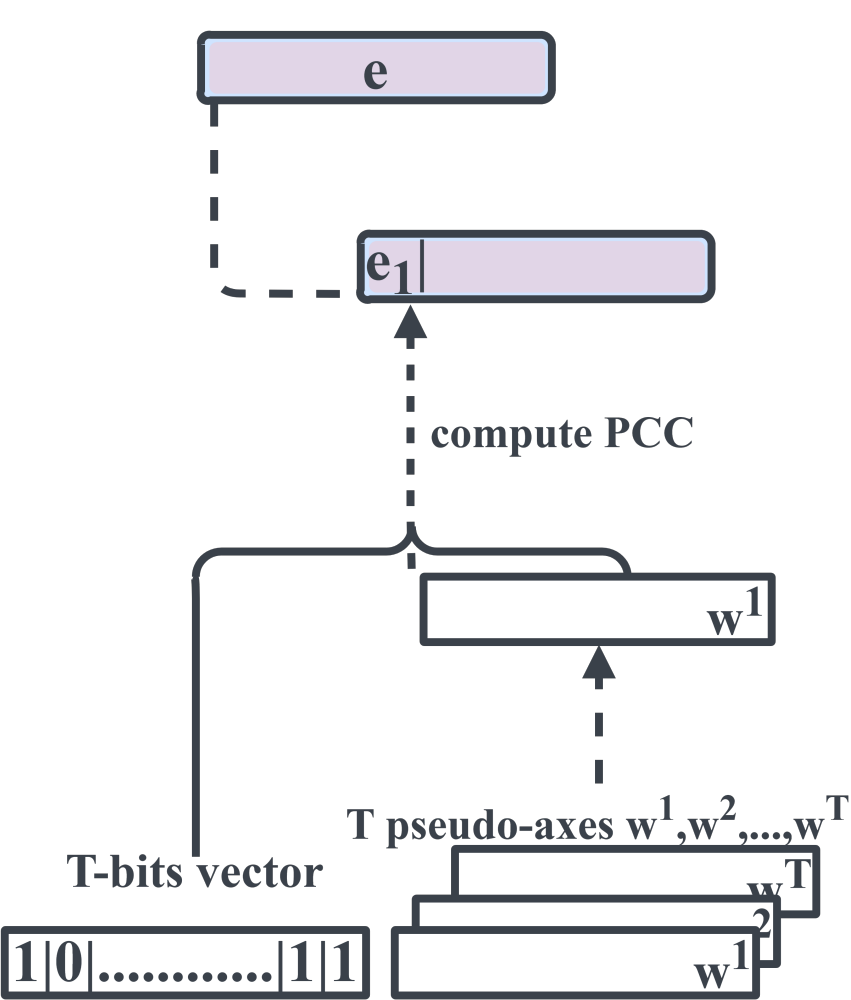 e
e₁|
compute PCC
w¹
T pseudo-axes w¹,w²,...,wᵀ
T-bits vector
wᵀ
2
1|0|............|1|1
w¹